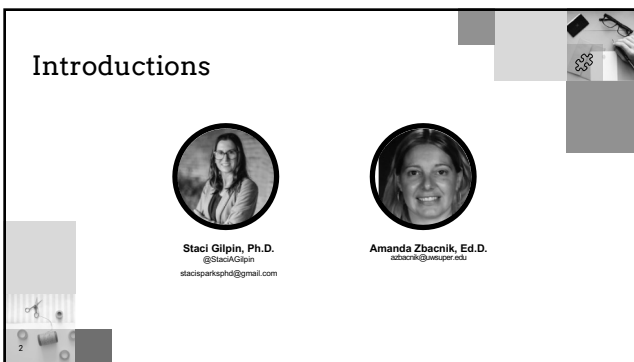 Introductions
Staci Gilpin, Ph.D.
@StaciAGilpin
stacisparksphd@gmail.com
Amanda Zbacnik, Ed.D.
azbacnik@uwsuper.edu
2